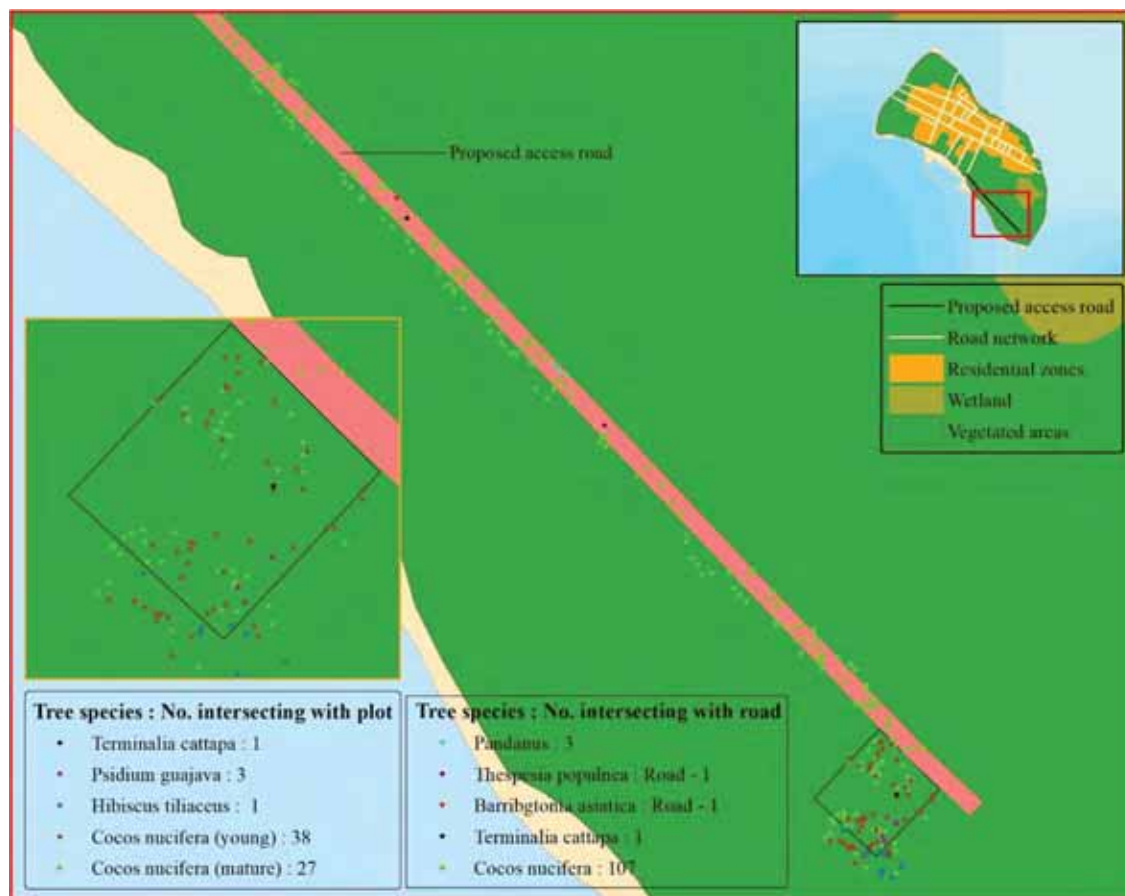 Proposed access road
Proposed access road
Road network
Residential zones
Wetland
Vegetated areas
Tree species : No. intersecting with plot
Terminalia cattapa : 1
Psidium guajava : 3
Hibiscus tiliaceus : 1
Cocos nucifera (young) : 38
Cocos nucifera (mature) : 27
Tree species : No. intersecting with road
Pandanus : 3
Thespesia populnea : Road - 1
Barribgtonia asiatica : Road - 1
Terminalia cattapa : 1
Cocos nucifera : 107